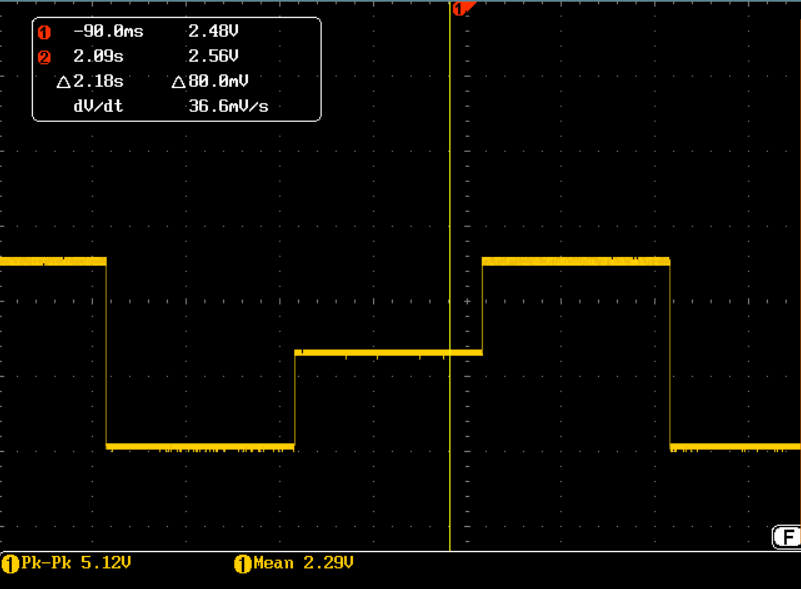 1
1 -90.0ms 2.48V
2 2.09s 2.56V
△2.18s △80.0mV
dV/dt 36.6mV/s
F
1 Pk-Pk 5.12V 1 Mean 2.29V